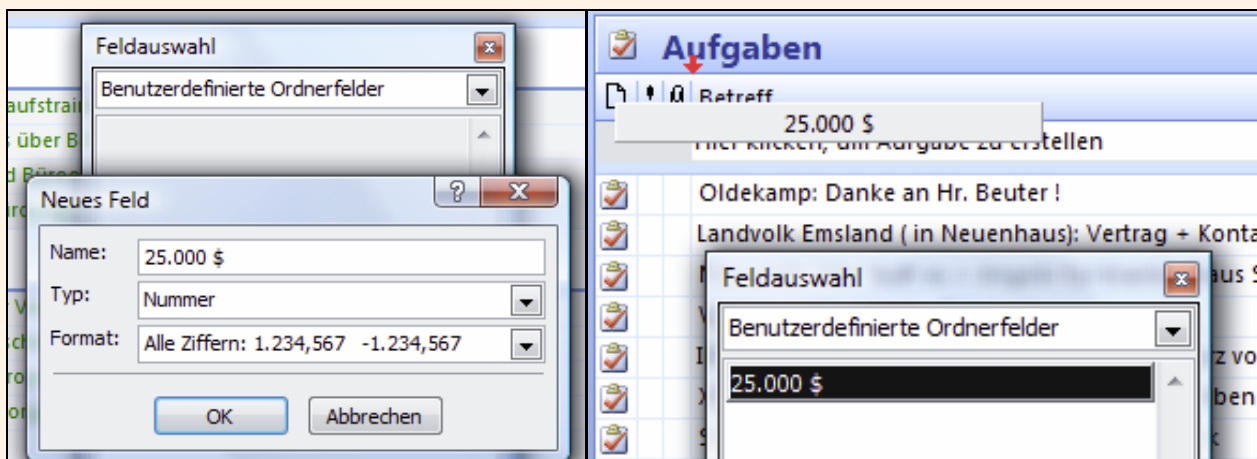 Feldauswahl
Benutzerdefinierte Ordnerfelder
aufstrai
über B
Neues Feld
Name:
25.000 $
Typ:
Nummer
Format:
Alle Ziffern: 1.234,567 -1.234,567
OK
Abbrechen
Aufgaben
Betreff
25.000 $
Hier klicken, um Aufgabe zu erstellen
Oldekamp: Danke an Hr. Beuter !
Landvolk Emsland ( in Neuenhaus): Vertrag + Konta
Feldauswahl
aus S
Benutzerdefinierte Ordnerfelder
z vo
25.000 $
ben